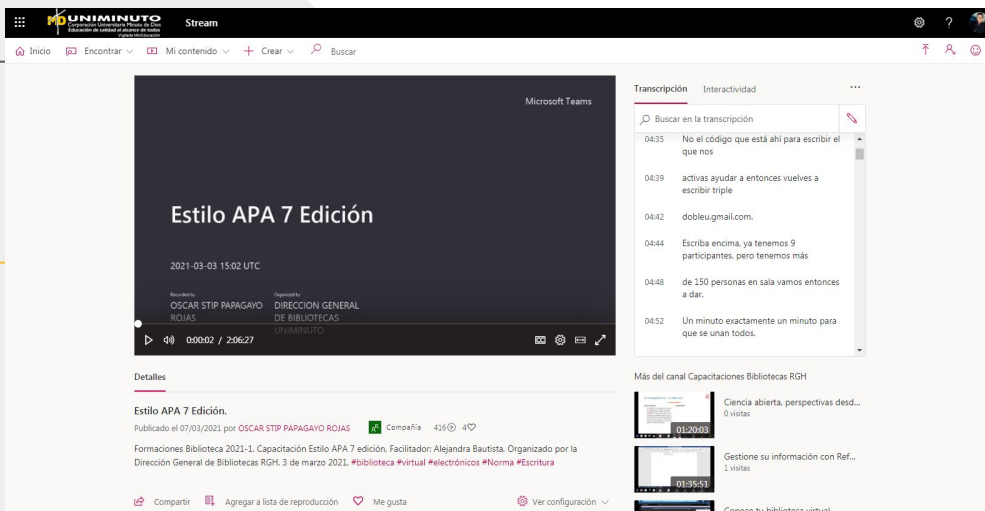 UNIMINUTO
Corporación Universitaria Minuto de Dios
Educación de calidad al alcance de todos
Vigilada MinEducación
Stream
?
Inicio
Encontrar
Mi contenido
Crear
Buscar
Microsoft Teams
Estilo APA 7 Edición
2021-03-03 15:02 UTC
Recorded by
Organized by
OSCAR STIP PAPAGAYO
ROJAS
DIRECCION GENERAL
DE BIBLIOTECAS
UNIMINUTO
0:00:02 / 2:06:27
Transcripción
Interactividad
Buscar en la transcripción
04:35 No el código que está ahí para escribir el
que nos
04:39 activas ayudar a entonces vuelves a
escribir triple
04:42 dobleu.gmail.com.
04:44 Escriba encima, ya tenemos 9
participantes, pero tenemos más
04:48 de 150 personas en sala vamos entonces
a dar.
04:52 Un minuto exactamente un minuto para
que se unan todos.
Detalles
Estilo APA 7 Edición.
Publicado el 07/03/2021 por OSCAR STIP PAPAGAYO ROJAS Compañía 416 4
Formaciones Biblioteca 2021-1. Capacitación Estilo APA 7 edición, Facilitador: Alejandra Bautista, Organizado por la
Dirección General de Bibliotecas RGH. 3 de marzo 2021. #biblioteca #virtual #electrónicos #Norma #Escritura
Compartir
Agregar a lista de reproducción
Me gusta
Ver configuración
Más del canal Capacitaciones Bibliotecas RGH
Ciencia abierta, perspectivas desd...
0 visitas
01:20:03
Gestione su información con Ref...
1 visitas
01:35:51